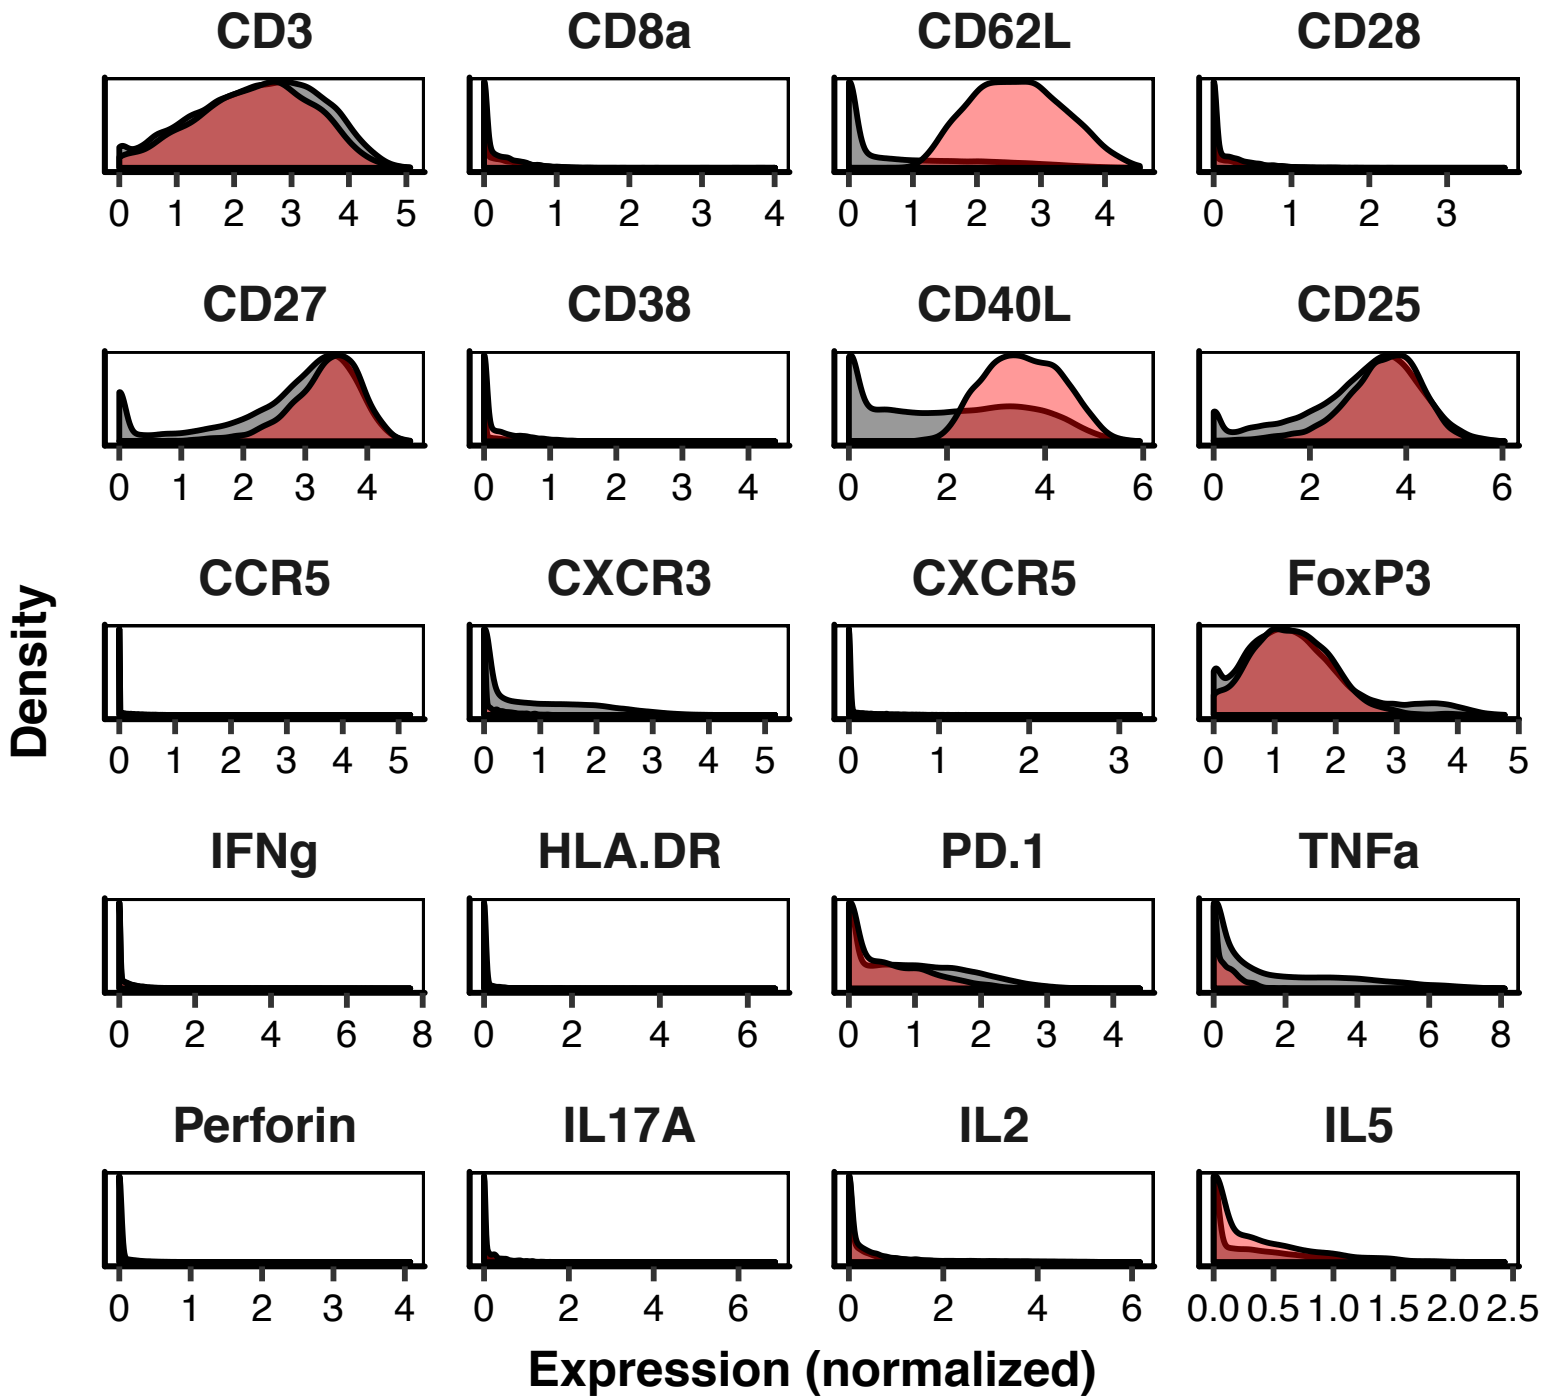 CD3 CD8a CD62L CD28
0 1 2 3 4 5 0 1 2 3 4 0 1 2 3 4 0 1 2 3
CD27 CD38 CD40L CD25
0 1 2 3 4 0 1 2 3 4 0 2 4 6 0 2 4 6
CCR5 CXCR3 CXCR5 FoxP3
0 1 2 3 4 5 0 1 2 3 4 5 0 1 2 3 0 1 2 3 4 5
IFNg HLA.DR PD.1 TNFa
0 2 4 6 8 0 2 4 6 0 1 2 3 4 0 2 4 6 8
Perforin IL17A IL2 IL5
0 1 2 3 4 0 2 4 6 0 2 4 6 0.0 0.5 1.0 1.5 2.0 2.5
Density
Expression (normalized)